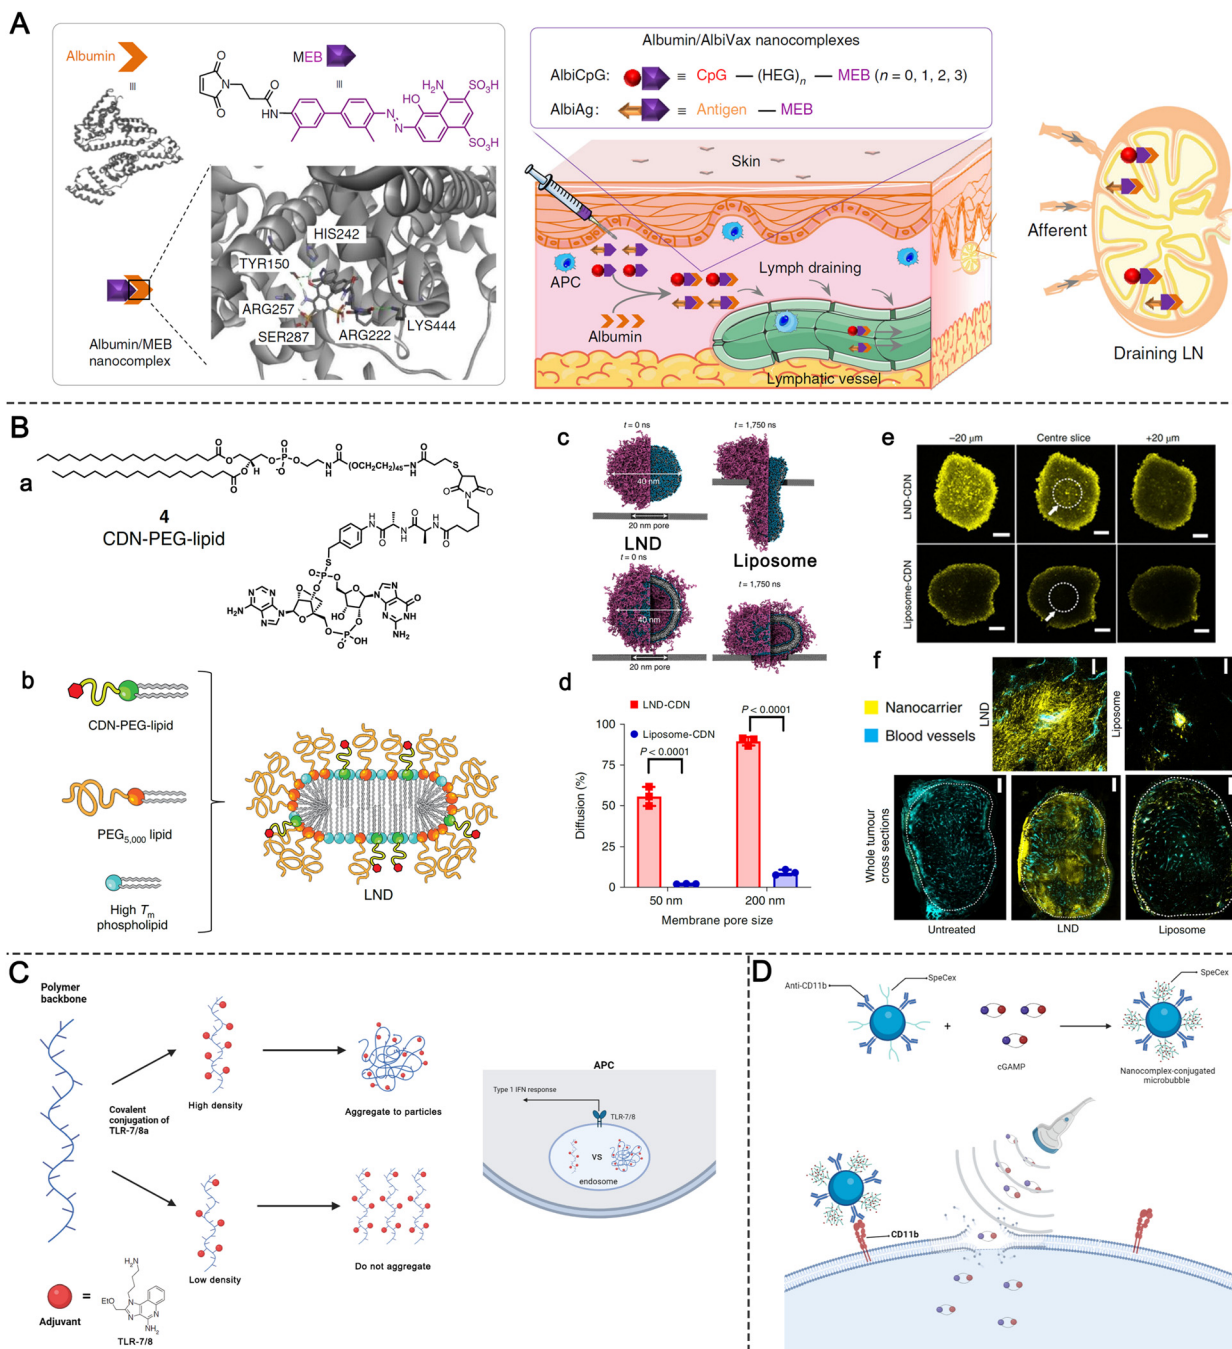 A
Albumin
MEB
NH₂
OH
SO₃H
SO₃H
HN
HIS242
TYR150
ARG257
SER287
ARG222
LYS444
Albumin/MEB
nanocomplex
Albumin/AlbiVax nanocomplexes
AlbiCpG: ≡ CpG — (HEG)n — MEB (n = 0, 1, 2, 3)
AlbiAg: ≡ Antigen — MEB
Skin
APC
Lymph draining
Albumin
Lymphatic vessel
Afferent
Draining LN
B
a
4
CDN-PEG-lipid
b
CDN-PEG-lipid
PEG5,000 lipid
High Tm
phospholipid
LND
c
t = 0 ns
t = 1,750 ns
40 nm
20 nm pore
LND
Liposome
t = 0 ns
t = 1,750 ns
40 nm
20 nm pore
d
LND-CDN
Liposome-CDN
P < 0.0001
P < 0.0001
Diffusion (%)
100
75
50
25
0
50 nm
200 nm
Membrane pore size
e
−20 µm
Centre slice
+20 µm
LND-CDN
Liposome-CDN
f
Nanocarrier
Blood vessels
LND
Liposome
Whole tumour
cross sections
Untreated
LND
Liposome
C
Polymer
backbone
Covalent
conjugation of
TLR-7/8a
High density
Aggregate to particles
Low density
Do not aggregate
Adjuvant
=
H₂N
EtO
NH₂
TLR-7/8
APC
Type 1 IFN response
TLR-7/8
VS
endosome
D
Anti-CD11b
SpeCex
+
cGAMP
SpeCex
Nanocomplex-conjugated
microbubble
CD11b